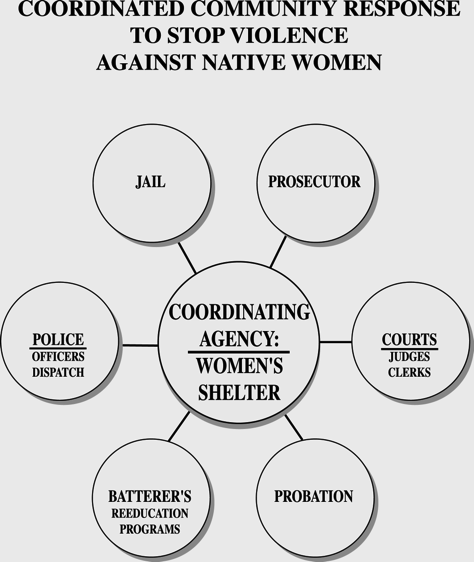 COORDINATED COMMUNITY RESPONSE
TO STOP VIOLENCE
AGAINST NATIVE WOMEN
JAIL
PROSECUTOR
COORDINATING
AGENCY:
WOMEN'S
SHELTER
POLICE
OFFICERS
DISPATCH
COURTS
JUDGES
CLERKS
BATTERER'S
REEDUCATION
PROGRAMS
PROBATION